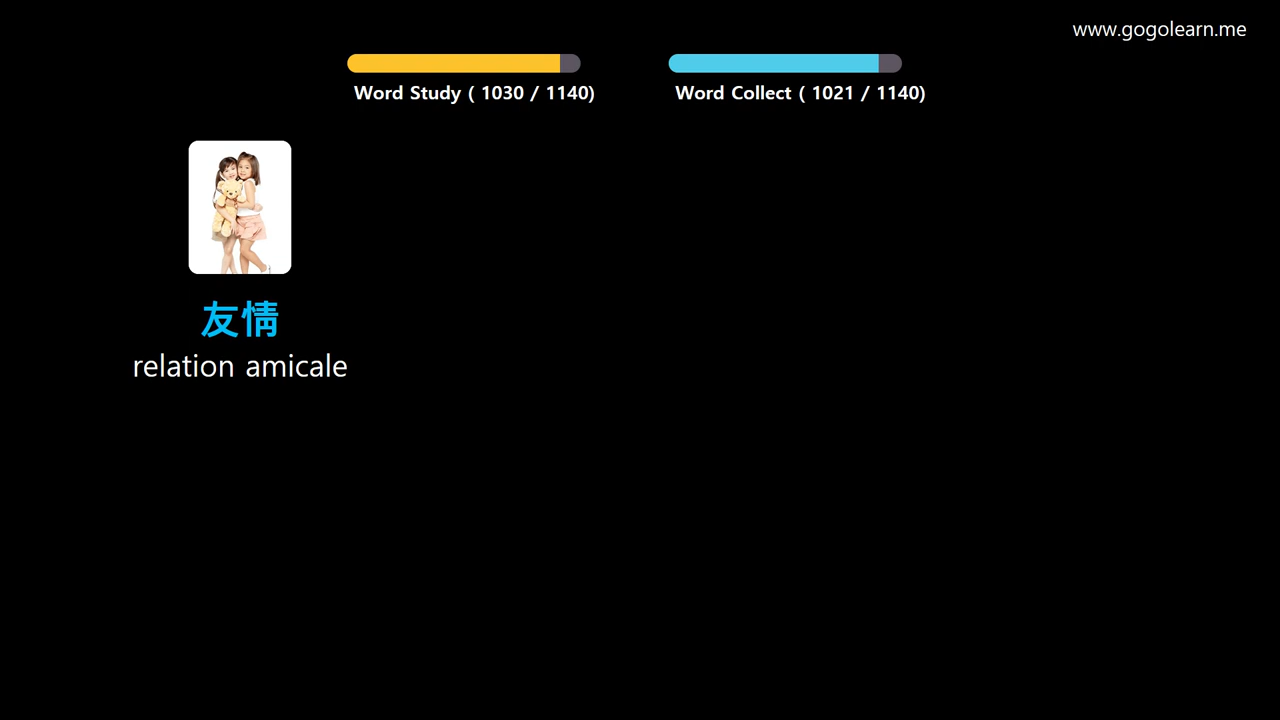 www.gogolearn.me
Word Study ( 1030 / 1140)
Word Collect ( 1021 / 1140)
友情
relation amicale